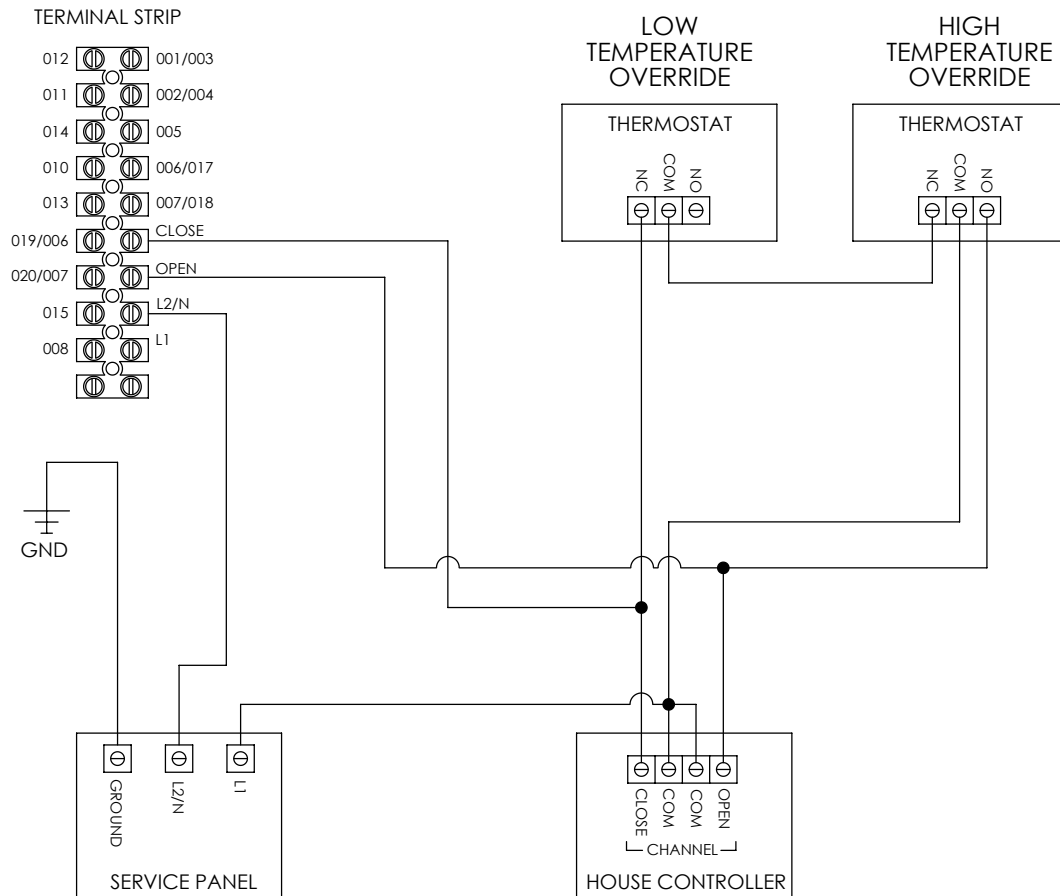 TERMINAL STRIP
012 001/003
011 002/004
014 005
010 006/017
013 007/018
019/006 CLOSE
020/007 OPEN
015 L2/N
008 L1
LOW
TEMPERATURE
OVERRIDE
THERMOSTAT
NC
COM
NO
HIGH
TEMPERATURE
OVERRIDE
THERMOSTAT
NC
COM
NO
GND
GROUND
L2/N
L1
SERVICE PANEL
CLOSE
COM
COM
OPEN
CHANNEL
HOUSE CONTROLLER